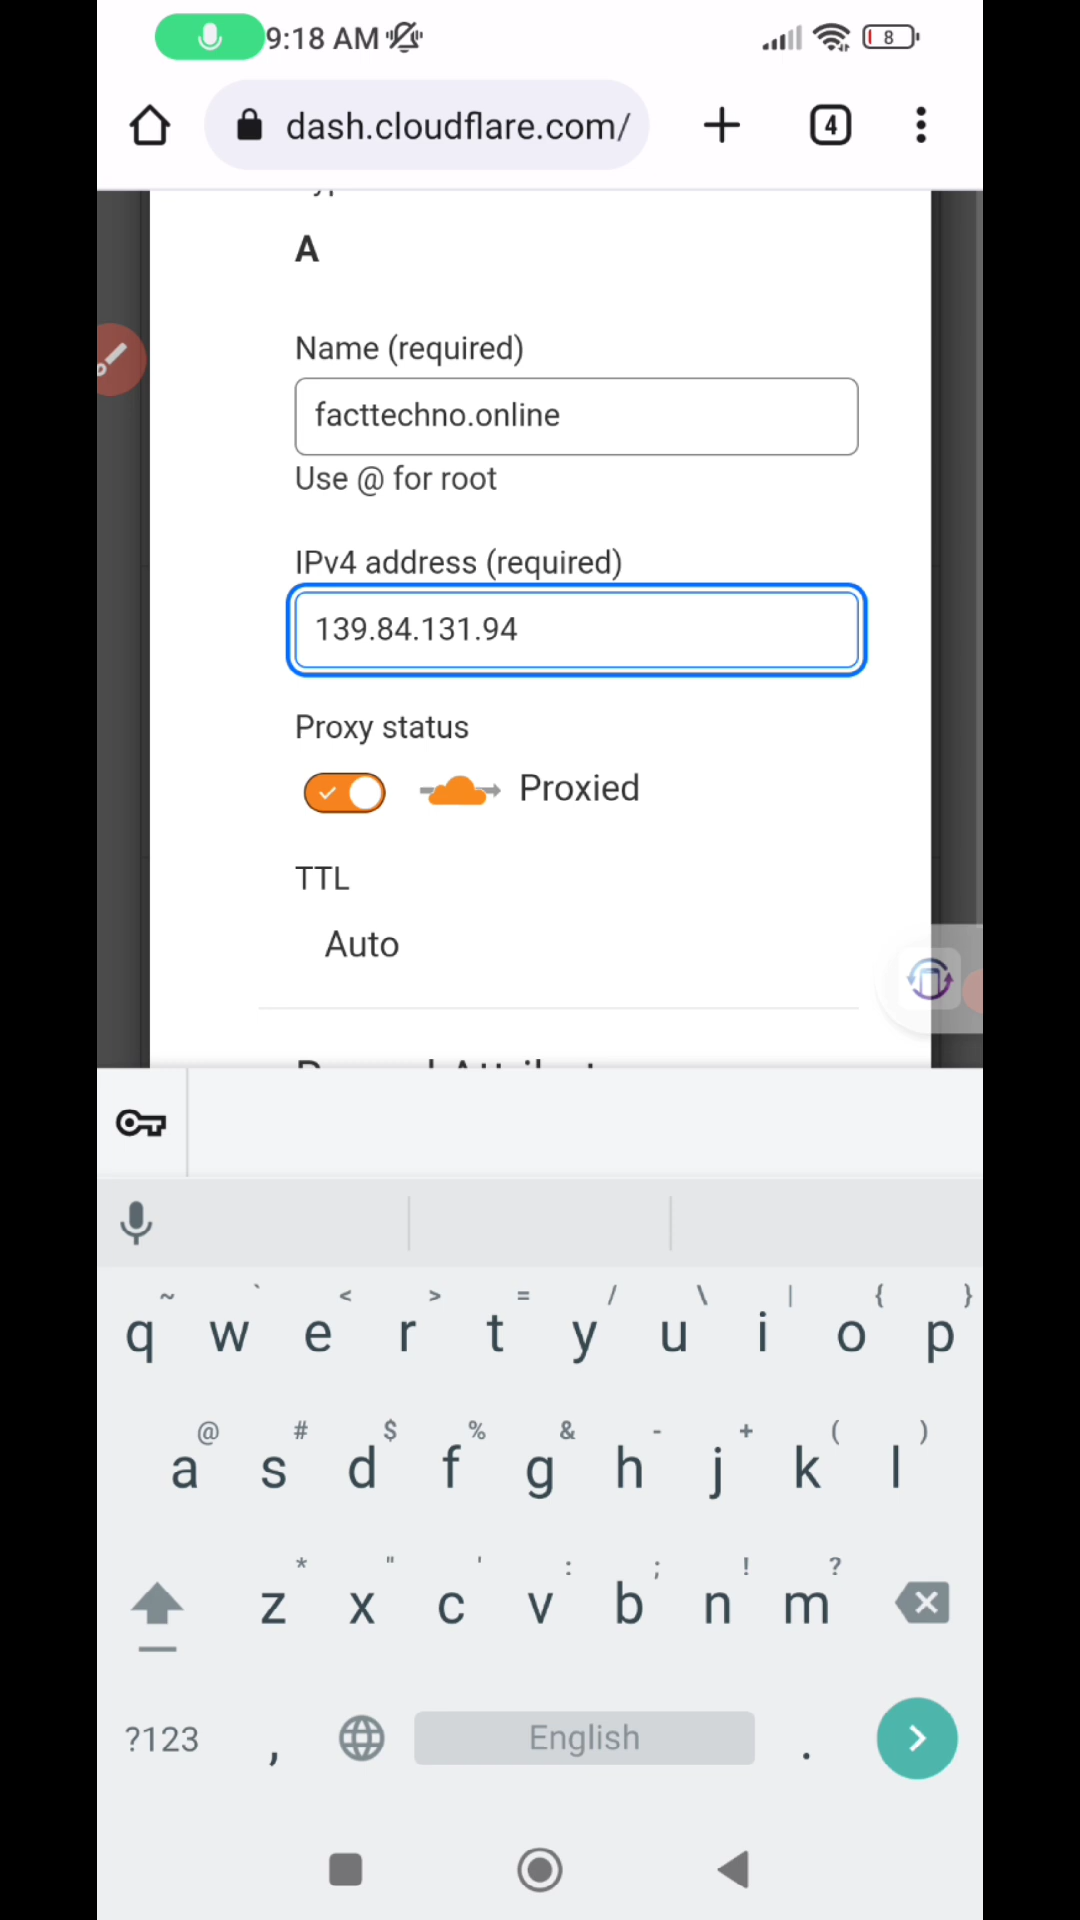 9:18 AM
8
dash.cloudflare.com/
4
A
Name (required)
facttechno.online
Use @ for root
IPv4 address (required)
139.84.131.94
Proxy status
Proxied
TTL
Auto
~ ` < > = / \ | { }
q w e r t y u i o p
@ # $ % & - + ( )
a s d f g h j k l
* " ' : ; ! ?
z x c v b n m
?123 , English .